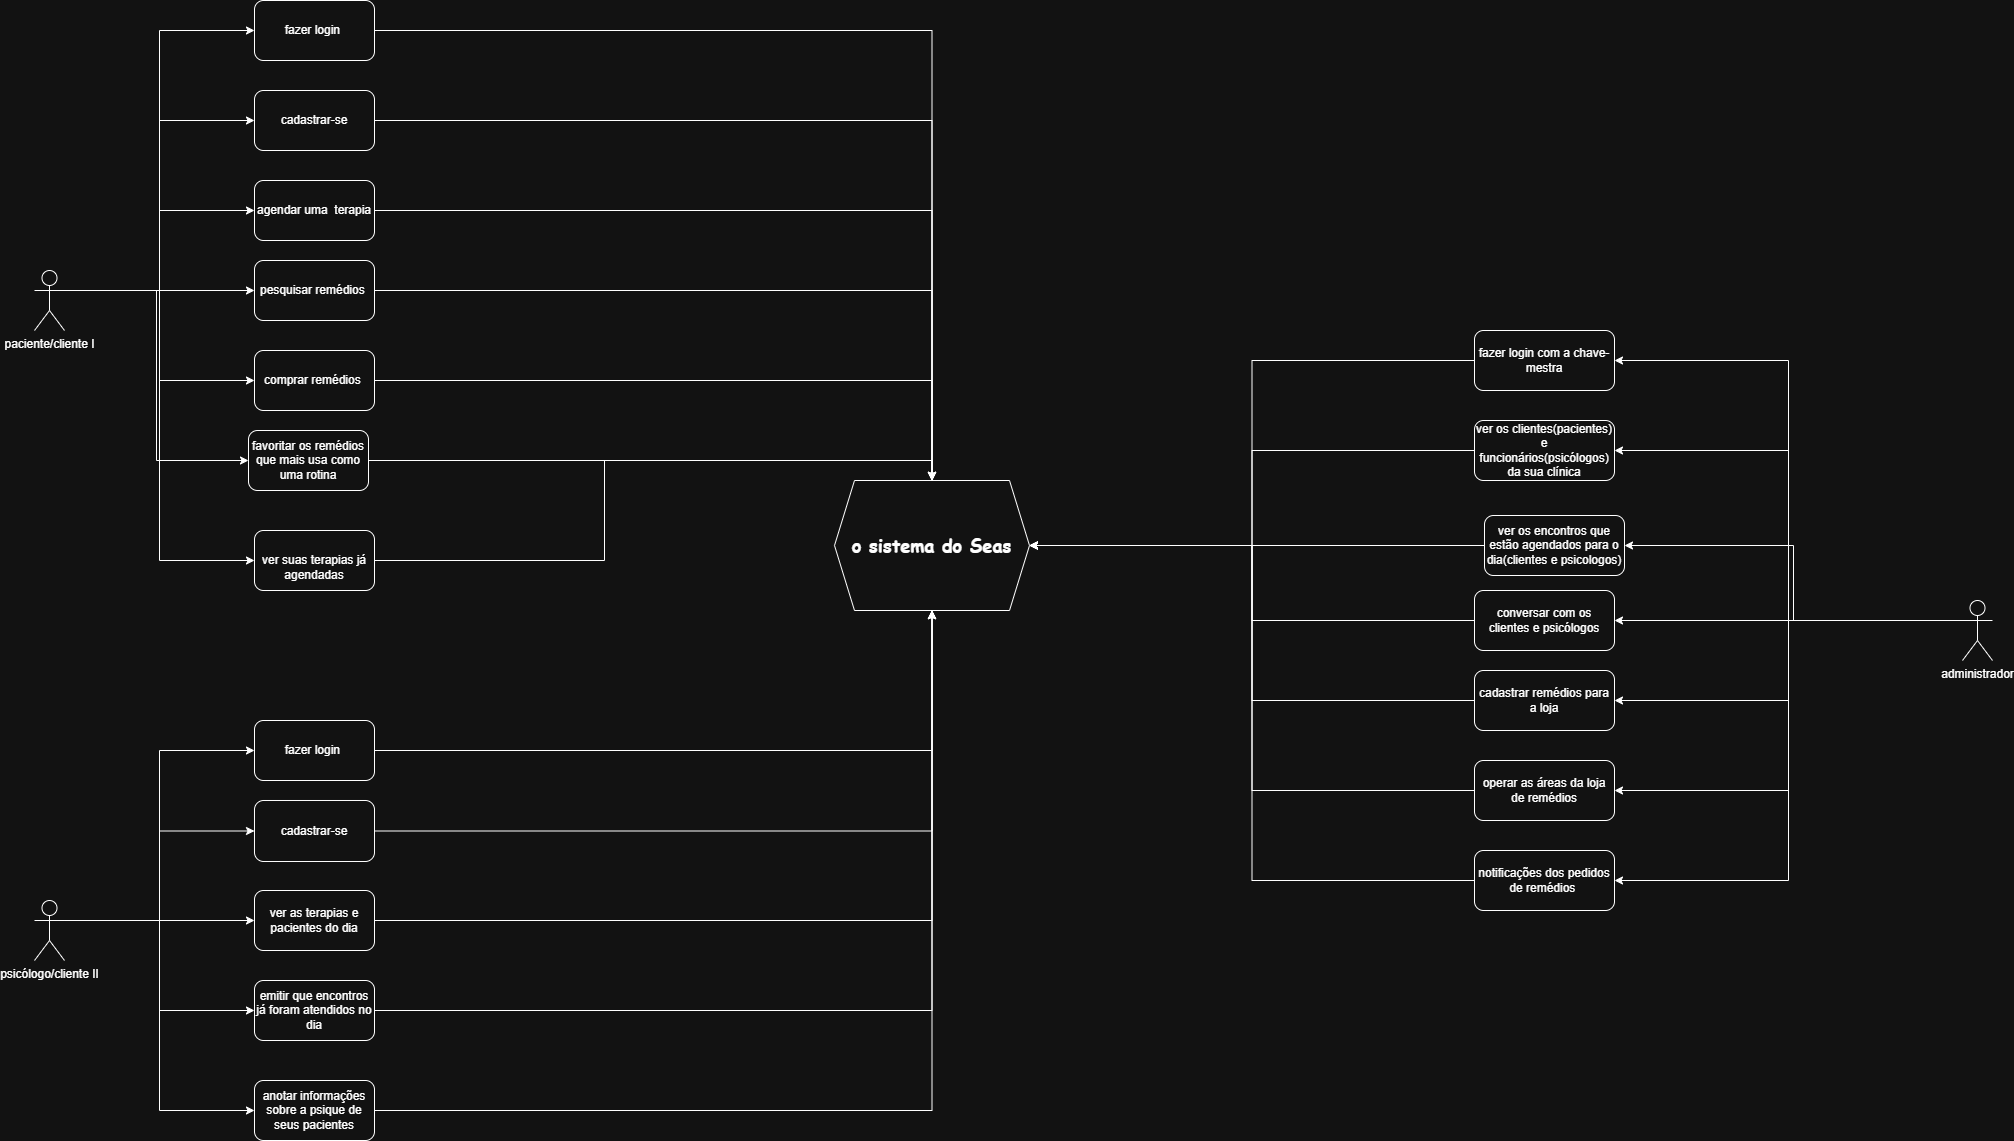 fazer login
cadastrar-se
agendar uma  terapia
pesquisar remédios
paciente/cliente I
comprar remédios
favoritar os remédios
que mais usa como
uma rotina
ver suas terapias já
agendadas
o sistema do Seas
fazer login com a chave-
mestra
ver os clientes(pacientes)
e
funcionários(psicólogos)
da sua clínica
ver os encontros que
estão agendados para o
dia(clientes e psicologos)
conversar com os
clientes e psicólogos
administrador
cadastrar remédios para
a loja
operar as áreas da loja
de remédios
notificações dos pedidos
de remédios
fazer login
cadastrar-se
ver as terapias e
pacientes do dia
psicólogo/cliente II
emitir que encontros
já foram atendidos no
dia
anotar informações
sobre a psique de
seus pacientes